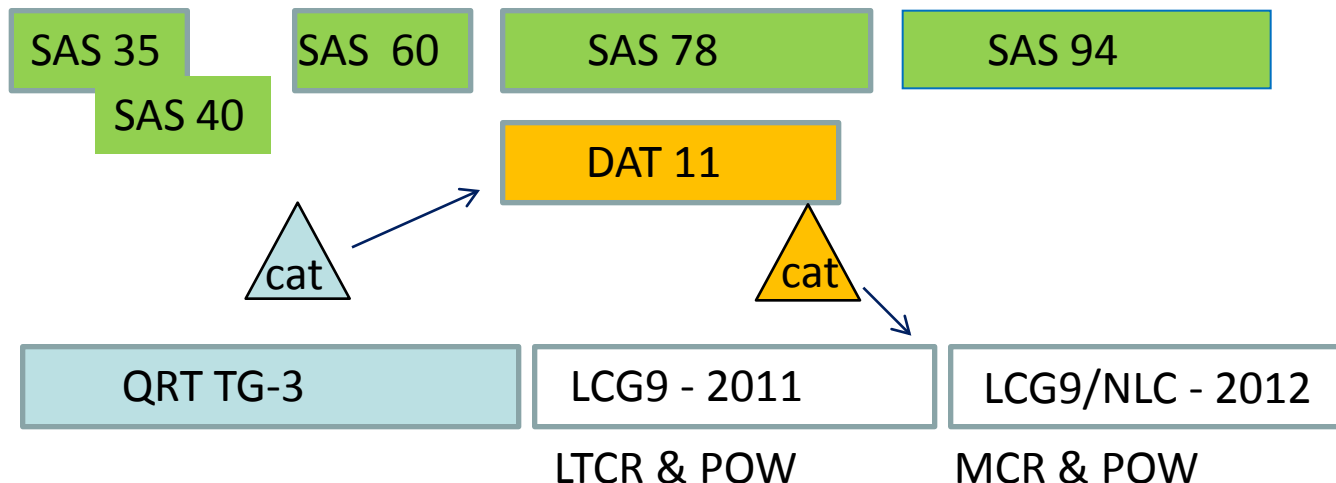 SAS 35
SAS  60
SAS 78
SAS 94
SAS 40
DAT 11
cat
cat
QRT TG-3
LCG9 - 2011
LCG9/NLC - 2012
LTCR & POW
MCR & POW